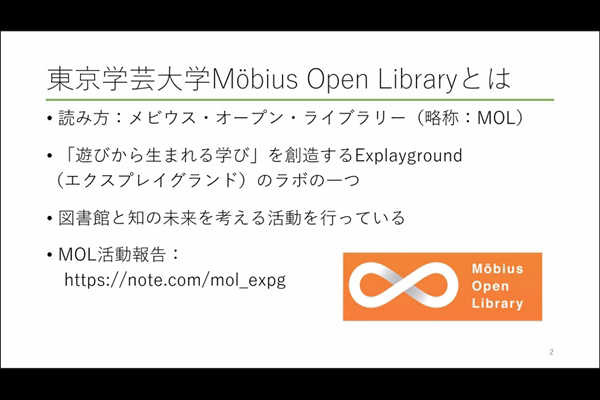 東京学芸大学Möbius Open Libraryとは
• 読み方：メビウス・オープン・ライブラリー（略称：MOL）
• 「遊びから生まれる学び」を創造するExplayground
（エクスプレイグランド）のラボの一つ
• 図書館と知の未来を考える活動を行っている
• MOL活動報告：
https://note.com/mol_expg
Möbius
Open
Library
2